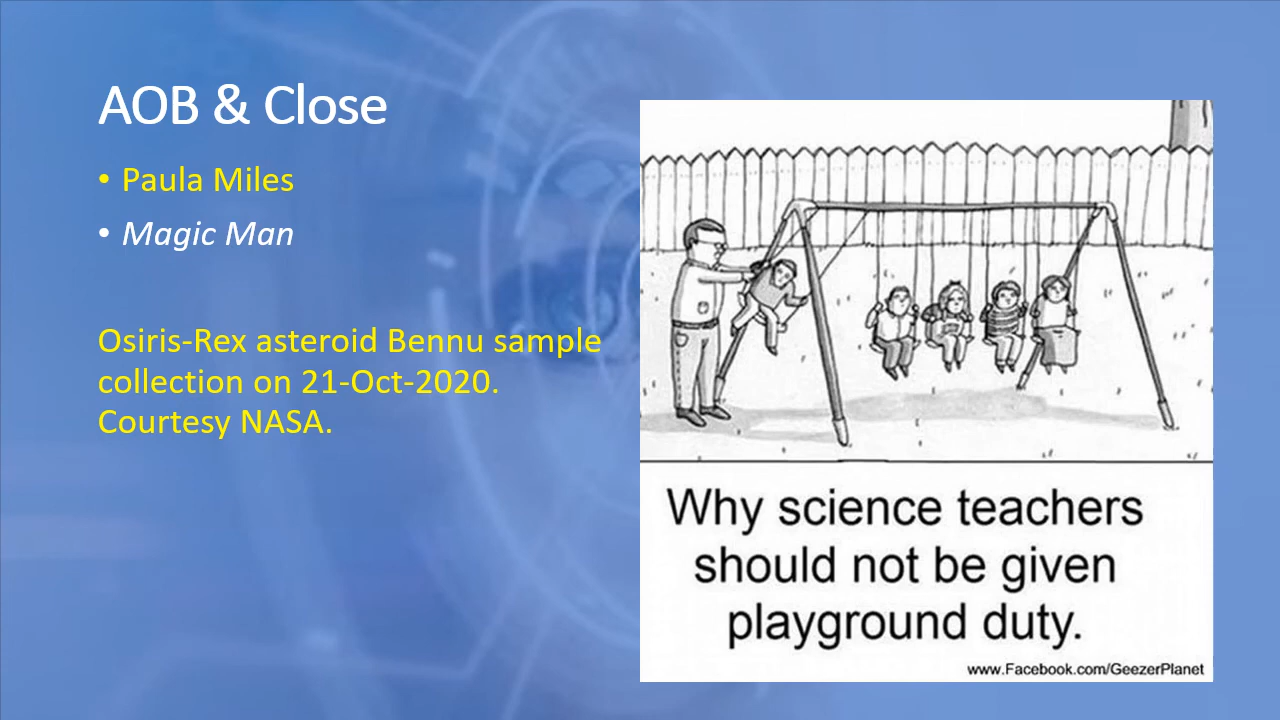 AOB & Close
• Paula Miles
• Magic Man
Osiris-Rex asteroid Bennu sample
collection on 21-Oct-2020.
Courtesy NASA.
Why science teachers
should not be given
playground duty.
www.Facebook.com/GeezerPlanet